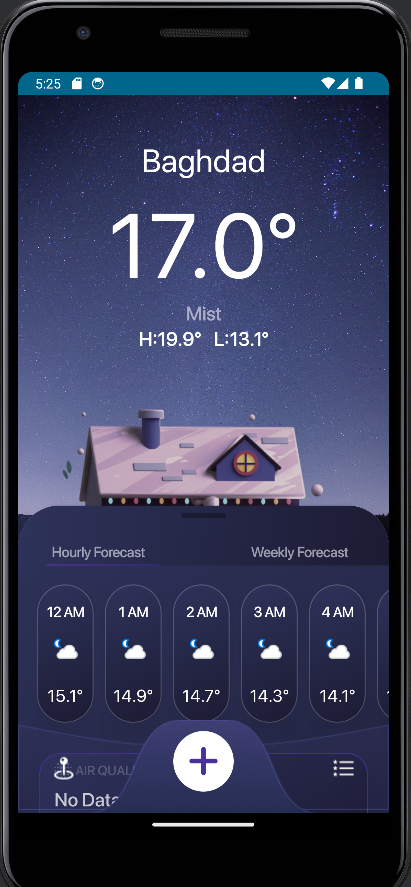 5:25
Baghdad
17.0°
Mist
H:19.9° L:13.1°
Hourly Forecast Weekly Forecast
12 AM 1 AM 2 AM 3 AM 4 AM
15.1° 14.9° 14.7° 14.3° 14.1°
AIR QUAL
No Data